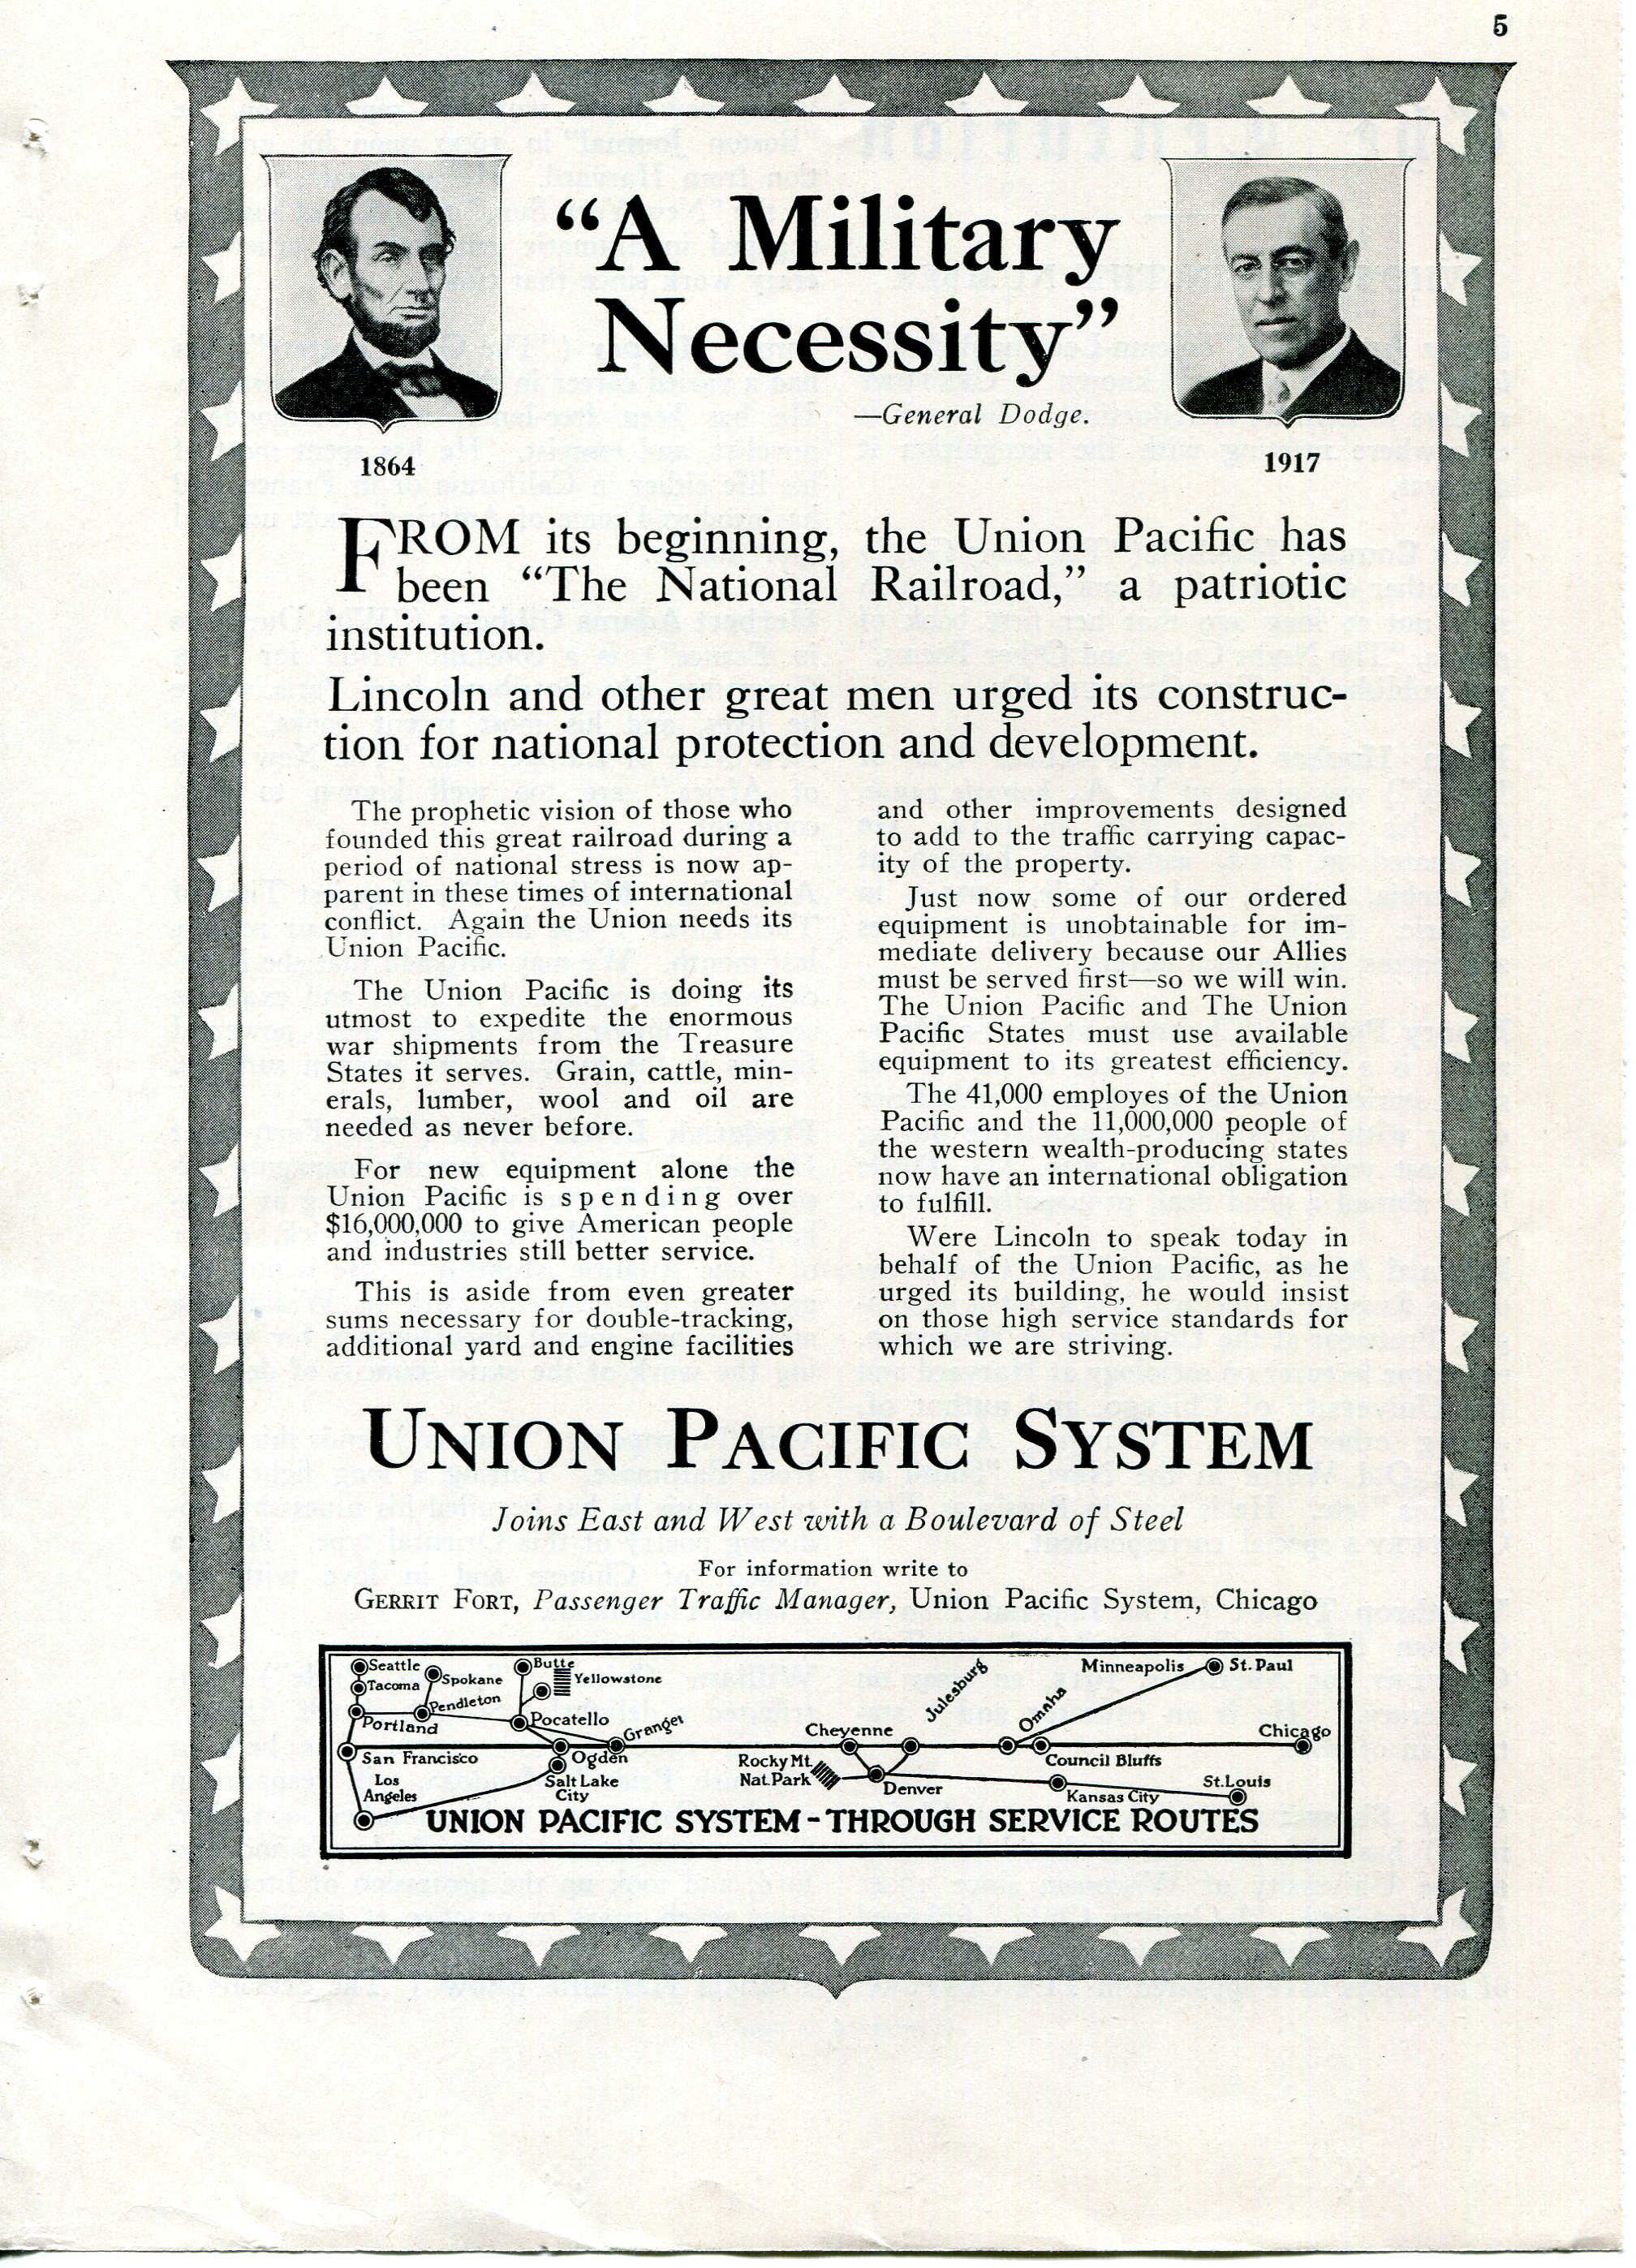 5
“A Military
Necessity”
—General Dodge.
1864
1917
FROM its beginning, the Union Pacific has
been “The National Railroad,” a patriotic
institution.
Lincoln and other great men urged its construc-
tion for national protection and development.
The prophetic vision of those who
founded this great railroad during a
period of national stress is now ap-
parent in these times of international
conflict. Again the Union needs its
Union Pacific.
The Union Pacific is doing its
utmost to expedite the enormous
war shipments from the Treasure
States it serves. Grain, cattle, min-
erals, lumber, wool and oil are
needed as never before.
For new equipment alone the
Union Pacific is spending over
$16,000,000 to give American people
and industries still better service.
This is aside from even greater
sums necessary for double-tracking,
additional yard and engine facilities
and other improvements designed
to add to the traffic carrying capac-
ity of the property.
Just now some of our ordered
equipment is unobtainable for im-
mediate delivery because our Allies
must be served first—so we will win.
The Union Pacific and The Union
Pacific States must use available
equipment to its greatest efficiency.
The 41,000 employes of the Union
Pacific and the 11,000,000 people of
the western wealth-producing states
now have an international obligation
to fulfill.
Were Lincoln to speak today in
behalf of the Union Pacific, as he
urged its building, he would insist
on those high service standards for
which we are striving.
UNION PACIFIC SYSTEM
Joins East and West with a Boulevard of Steel
For information write to
GERRIT FORT, Passenger Traffic Manager, Union Pacific System, Chicago
Seattle
Tacoma
Spokane
Pendleton
Portland
Butte
Yellowstone
Pocatello
Granger
San Francisco
Ogden
Salt Lake
City
Los
Angeles
Cheyenne
Julesburg
Rocky Mt.
Nat. Park
Denver
Omaha
Minneapolis
St. Paul
Council Bluffs
Chicago
Kansas City
St. Louis
UNION PACIFIC SYSTEM - THROUGH SERVICE ROUTES